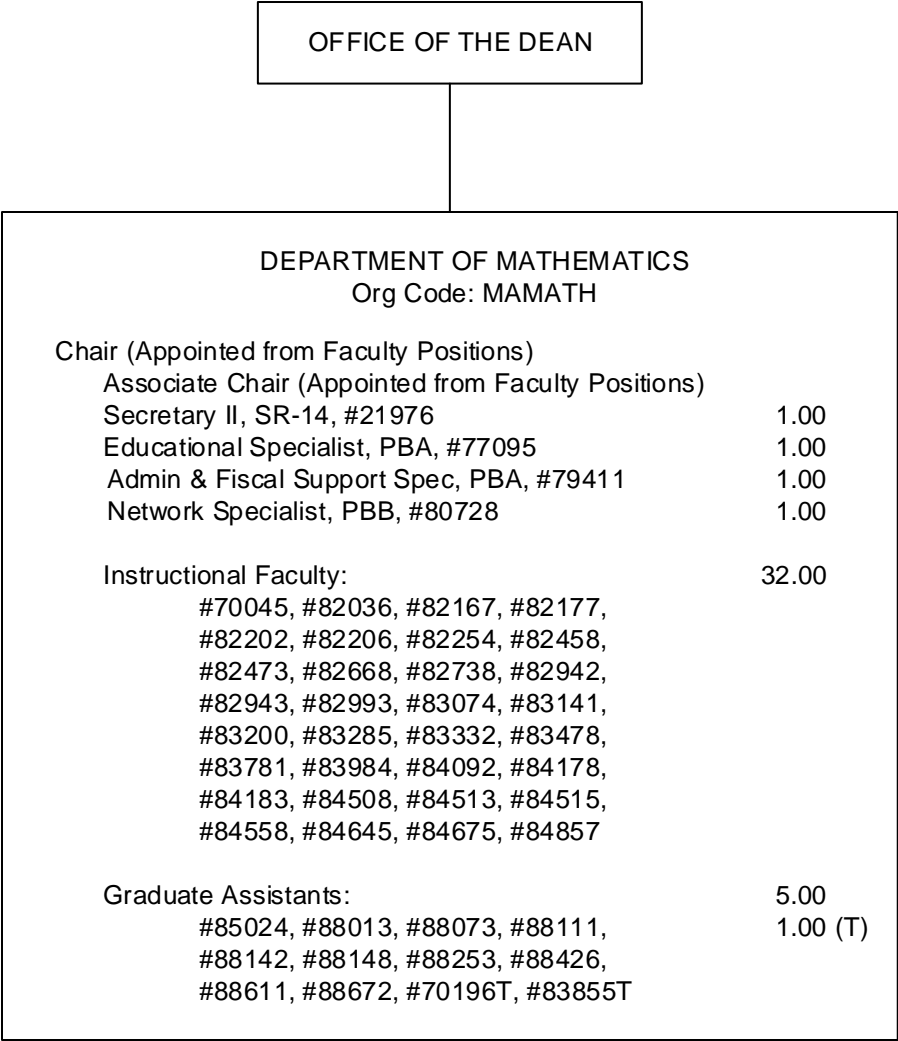 OFFICE OF THE DEAN
DEPARTMENT OF MATHEMATICS
Org Code: MAMATH
Chair (Appointed from Faculty Positions)
Associate Chair (Appointed from Faculty Positions)
Secretary II, SR-14, #21976 1.00
Educational Specialist, PBA, #77095 1.00
Admin & Fiscal Support Spec, PBA, #79411 1.00
Network Specialist, PBB, #80728 1.00
Instructional Faculty: 32.00
#70045, #82036, #82167, #82177,
#82202, #82206, #82254, #82458,
#82473, #82668, #82738, #82942,
#82943, #82993, #83074, #83141,
#83200, #83285, #83332, #83478,
#83781, #83984, #84092, #84178,
#84183, #84508, #84513, #84515,
#84558, #84645, #84675, #84857
Graduate Assistants: 5.00
#85024, #88013, #88073, #88111, 1.00 (T)
#88142, #88148, #88253, #88426,
#88611, #88672, #70196T, #83855T